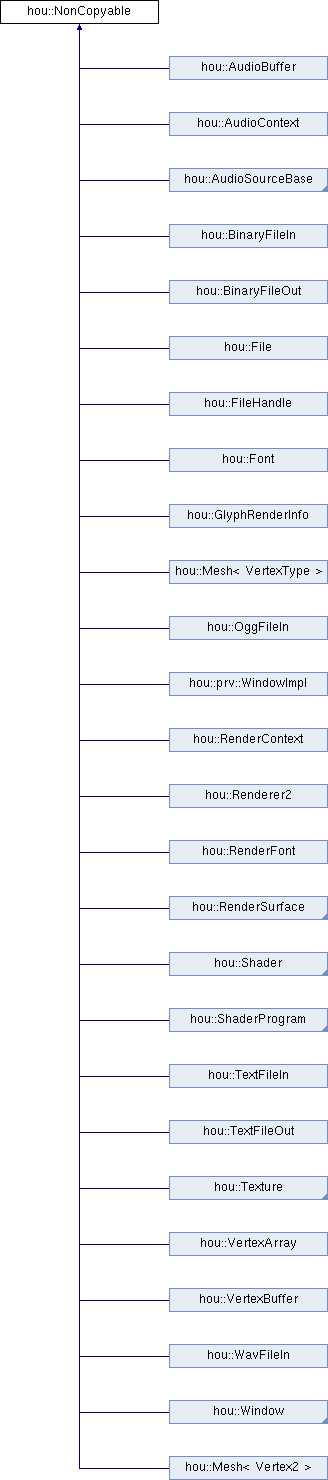 hou::NonCopyable
hou::AudioBuffer
hou::AudioContext
hou::AudioSourceBase
hou::BinaryFileIn
hou::BinaryFileOut
hou::File
hou::FileHandle
hou::Font
hou::GlyphRenderInfo
hou::Mesh< VertexType >
hou::OggFileIn
hou::prv::WindowImpl
hou::RenderContext
hou::Renderer2
hou::RenderFont
hou::RenderSurface
hou::Shader
hou::ShaderProgram
hou::TextFileIn
hou::TextFileOut
hou::Texture
hou::VertexArray
hou::VertexBuffer
hou::WavFileIn
hou::Window
hou::Mesh< Vertex2 >